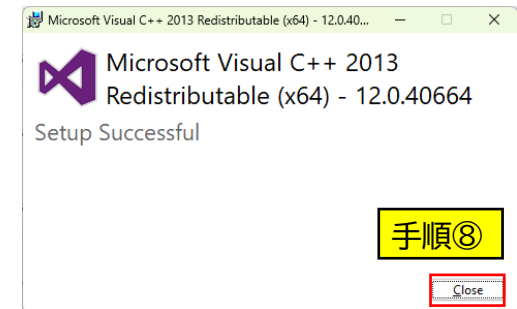 Microsoft Visual C++ 2013 Redistributable (x64) - 12.0.40...
Microsoft Visual C++ 2013
Redistributable (x64) - 12.0.40664
Setup Successful
手順⑧
Close